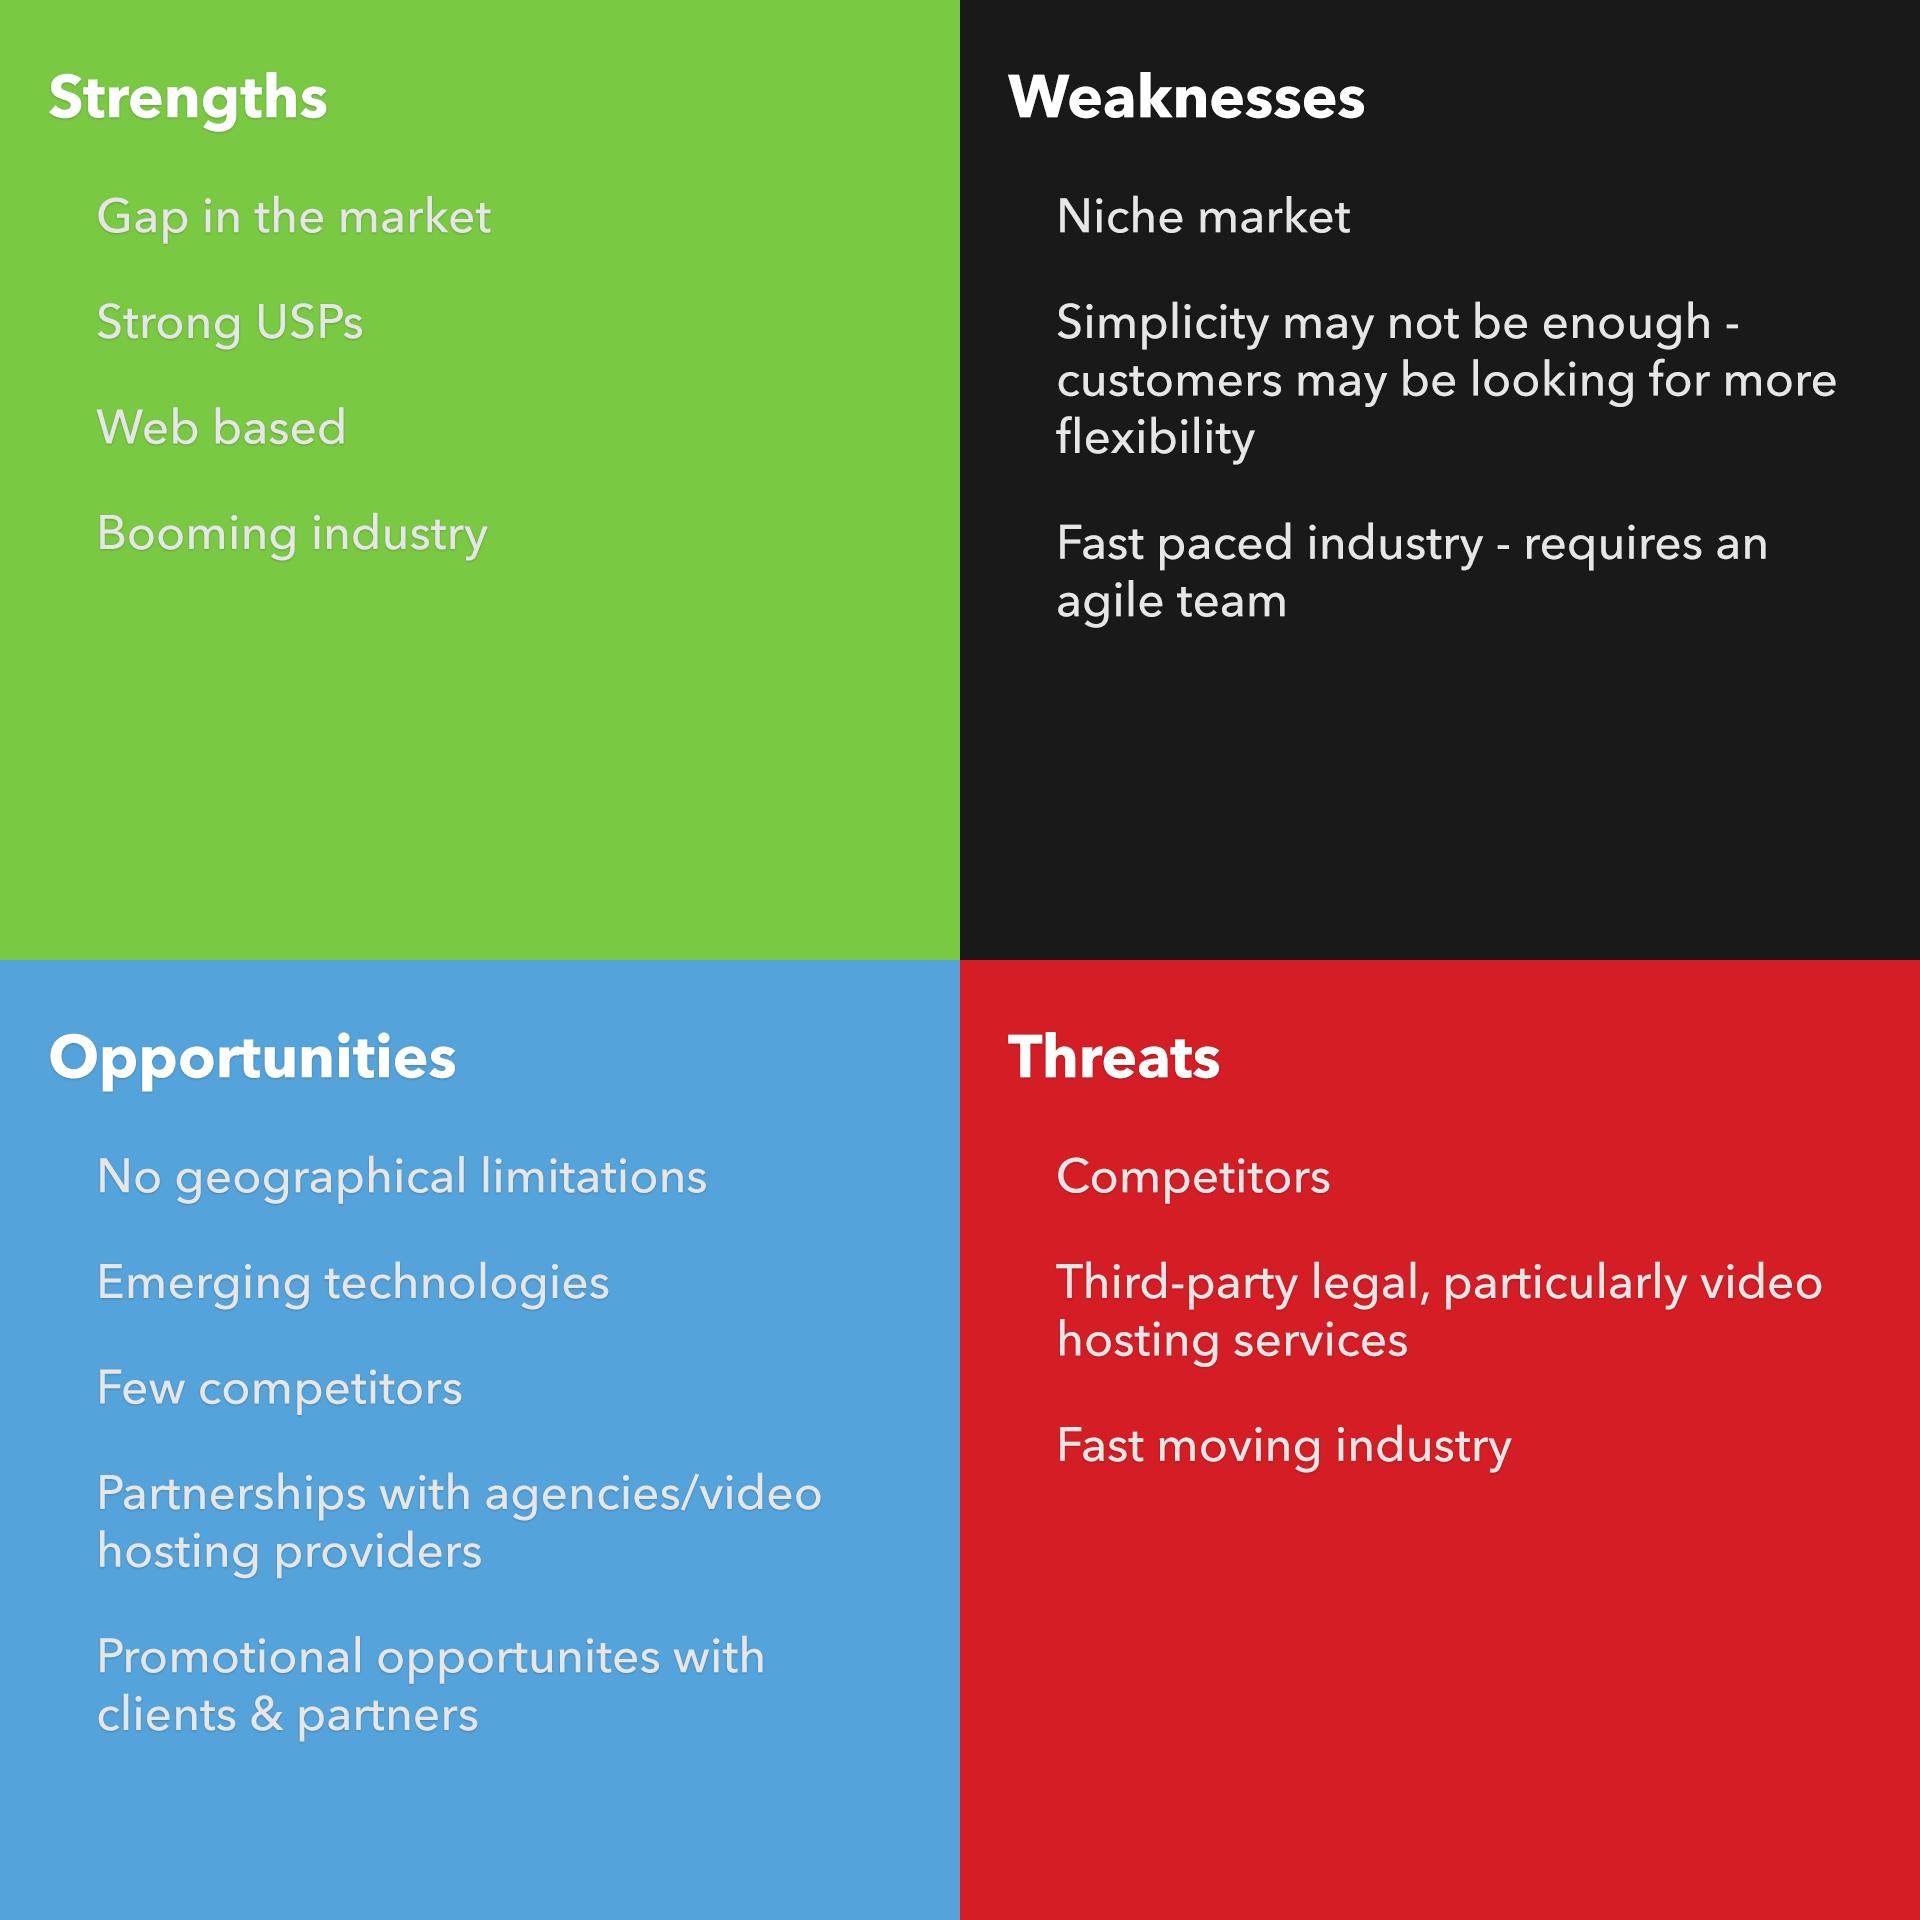 Strengths
Gap in the market
Strong USPs
Web based
Booming industry
Weaknesses
Niche market
Simplicity may not be enough -
customers may be looking for more
flexibility
Fast paced industry - requires an
agile team
Opportunities
No geographical limitations
Emerging technologies
Few competitors
Partnerships with agencies/video
hosting providers
Promotional opportunites with
clients & partners
Threats
Competitors
Third-party legal, particularly video
hosting services
Fast moving industry